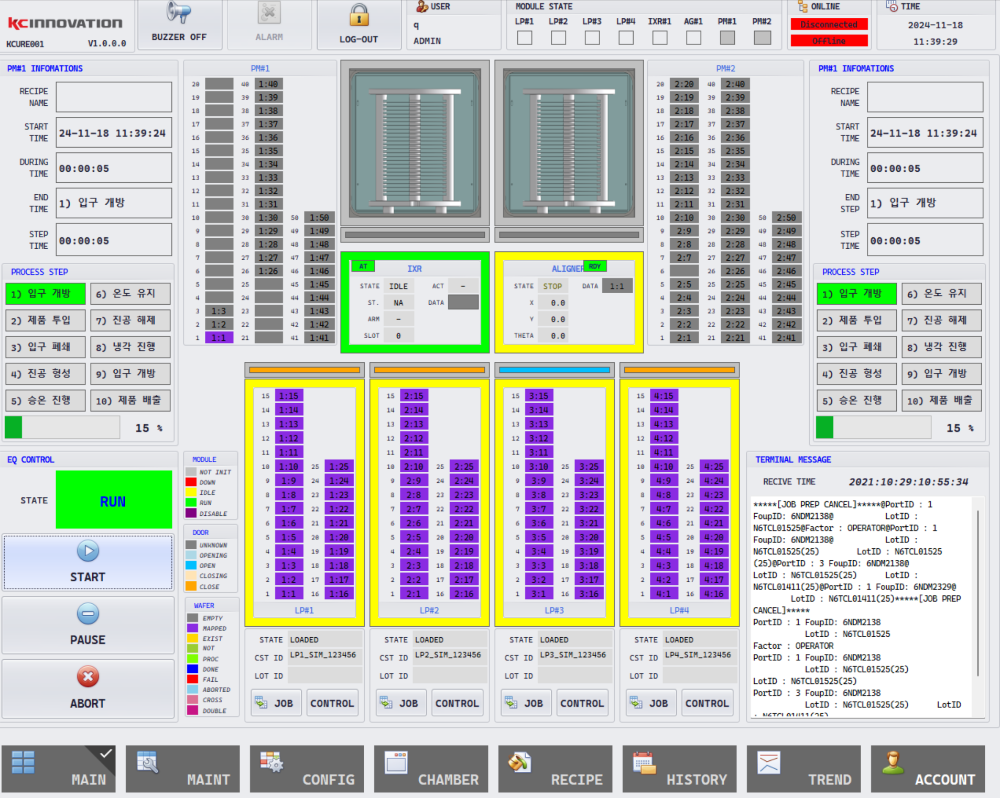 KCINNOVATION
KCURE001 V1.0.0.0
BUZZER OFF
ALARM
LOG-OUT
USER
q
ADMIN
MODULE STATE
LP#1 LP#2 LP#3 LP#4 IXR#1 AG#1 PM#1 PM#2
ONLINE
Disconnected
Offline
TIME
2024-11-18
11:39:29
PM#1 INFOMATIONS
RECIPE
NAME
START
TIME
24-11-18 11:39:24
DURING
TIME
00:00:05
END
TIME
1) 입구 개방
STEP
TIME
00:00:05
PROCESS STEP
1) 입구 개방 6) 온도 유지
2) 제품 투입 7) 진공 해제
3) 입구 폐쇄 8) 냉각 진행
4) 진공 형성 9) 입구 개방
5) 승온 진행 10) 제품 배출
15 %
PM#1
20 40 1:40
19 39 1:39
18 38 1:38
17 37 1:37
16 36 1:36
15 35 1:35
14 34 1:34
13 33 1:33
12 32 1:32
11 31 1:31
10 30 1:30 50 1:50
9 29 1:29 49 1:49
8 28 1:28 48 1:48
7 27 1:27 47 1:47
6 26 1:26 46 1:46
5 25 45 1:45
4 24 44 1:44
3 1:3 23 43 1:43
2 1:2 22 42 1:42
1 1:1 21 41 1:41
AT
IXR
STATE IDLE ACT –
ST. NA DATA
ARM –
SLOT 0
ALIGNER RDY
STATE STOP DATA 1:1
X 0.0
Y 0.0
THETA 0.0
PM#2
20 2:20 40 2:40
19 2:19 39 2:39
18 2:18 38 2:38
17 2:17 37 2:37
16 2:16 36 2:36
15 2:15 35 2:35
14 2:14 34 2:34
13 2:13 33 2:33
12 2:12 32 2:32
11 2:11 31 2:31
10 2:10 30 2:30 50 2:50
9 2:9 29 2:29 49 2:49
8 2:8 28 2:28 48 2:48
7 2:7 27 2:27 47 2:47
6 26 2:26 46 2:46
5 2:5 25 2:25 45 2:45
4 2:4 24 2:24 44 2:44
3 2:3 23 2:23 43 2:43
2 2:2 22 2:22 42 2:42
1 2:1 21 2:21 41 2:41
PM#1 INFOMATIONS
RECIPE
NAME
START
TIME
24-11-18 11:39:24
DURING
TIME
00:00:05
END
STEP
1) 입구 개방
STEP
TIME
00:00:05
PROCESS STEP
1) 입구 개방 6) 온도 유지
2) 제품 투입 7) 진공 해제
3) 입구 폐쇄 8) 냉각 진행
4) 진공 형성 9) 입구 개방
5) 승온 진행 10) 제품 배출
15 %
EQ CONTROL
STATE RUN
START
PAUSE
ABORT
MODULE
NOT INIT
DOWN
IDLE
RUN
DISABLE
DOOR
UNKNOWN
OPENING
OPEN
CLOSING
CLOSE
WAFER
EMPTY
MAPPED
EXIST
NOT
PROC
DONE
FAIL
ABORTED
CROSS
DOUBLE
15 1:15
14 1:14
13 1:13
12 1:12
11 1:11
10 1:10 25 1:25
9 1:9 24 1:24
8 1:8 23 1:23
7 1:7 22 1:22
6 1:6 21 1:21
5 1:5 20 1:20
4 1:4 19 1:19
3 1:3 18 1:18
2 1:2 17 1:17
1 1:1 16 1:16
LP#1
STATE LOADED
CST ID LP1_SIM_123456
LOT ID
JOB CONTROL
15 2:15
14 2:14
13 2:13
12 2:12
11 2:11
10 2:10 25 2:25
9 2:9 24 2:24
8 2:8 23 2:23
7 2:7 22 2:22
6 2:6 21 2:21
5 2:5 20 2:20
4 2:4 19 2:19
3 2:3 18 2:18
2 2:2 17 2:17
1 2:1 16 2:16
LP#2
STATE LOADED
CST ID LP2_SIM_123456
LOT ID
JOB CONTROL
15 3:15
14 3:14
13 3:13
12 3:12
11 3:11
10 3:10 25 3:25
9 3:9 24 3:24
8 3:8 23 3:23
7 3:7 22 3:22
6 3:6 21 3:21
5 3:5 20 3:20
4 3:4 19 3:19
3 3:3 18 3:18
2 3:2 17 3:17
1 3:1 16 3:16
LP#3
STATE LOADED
CST ID LP3_SIM_123456
LOT ID
JOB CONTROL
15 4:15
14 4:14
13 4:13
12 4:12
11 4:11
10 4:10 25 4:25
9 4:9 24 4:24
8 4:8 23 4:23
7 4:7 22 4:22
6 4:6 21 4:21
5 4:5 20 4:20
4 4:4 19 4:19
3 4:3 18 4:18
2 4:2 17 4:17
1 4:1 16 4:16
LP#4
STATE LOADED
CST ID LP4_SIM_123456
LOT ID
JOB CONTROL
TERMINAL MESSAGE
RECIVE TIME 2021:10:29:10:55:34
*****[JOB PREP CANCEL]*****@PortID : 1
FoupID: 6NDM2138@ LotID :
N6TCL01525@Factor : OPERATOR@PortID : 1
FoupID: 6NDM2138@ LotID :
N6TCL01525(25) LotID : N6TCL01525
(25)@PortID : 3 FoupID: 6NDM2138@
LotID : N6TCL01525(25) LotID :
N6TCL01411(25)@PortID : 1 FoupID: 6NDM2329@
LotID : N6TCL01411(25)*****[JOB PREP
CANCEL]*****
PortID : 1 FoupID: 6NDM2138
LotID : N6TCL01525
Factor : OPERATOR
PortID : 1 FoupID: 6NDM2138
LotID : N6TCL01525(25)
LotID : N6TCL01525(25)
PortID : 3 FoupID: 6NDM2138
LotID : N6TCL01525(25) LotID
: N6TCL01411(25)
MAIN MAINT CONFIG CHAMBER RECIPE HISTORY TREND ACCOUNT